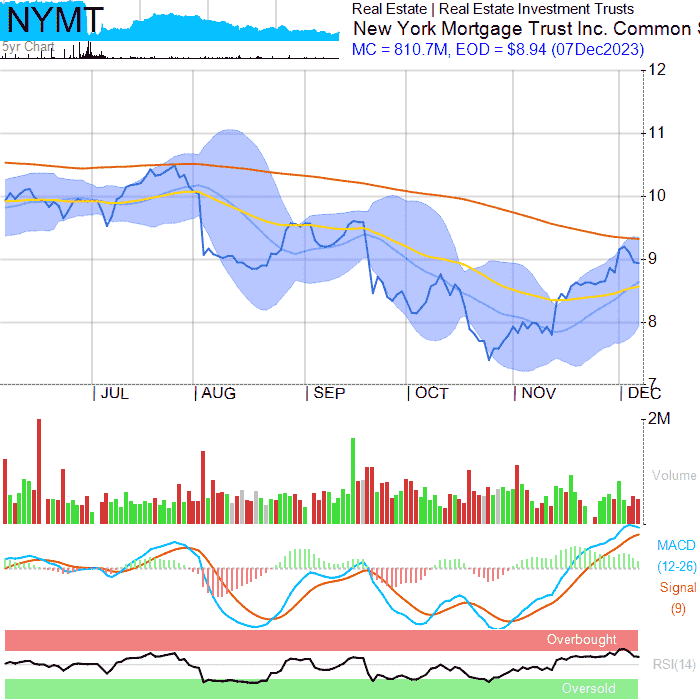 NYMT
5yr Chart
Real Estate | Real Estate Investment Trusts
New York Mortgage Trust Inc. Common S
MC = 810.7M, EOD = $8.94 (07Dec2023)
12
11
10
9
8
7
JUL AUG SEP OCT NOV DEC
2M
Volume
MACD
(12-26)
Signal
(9)
Overbought
RSI(14)
Oversold